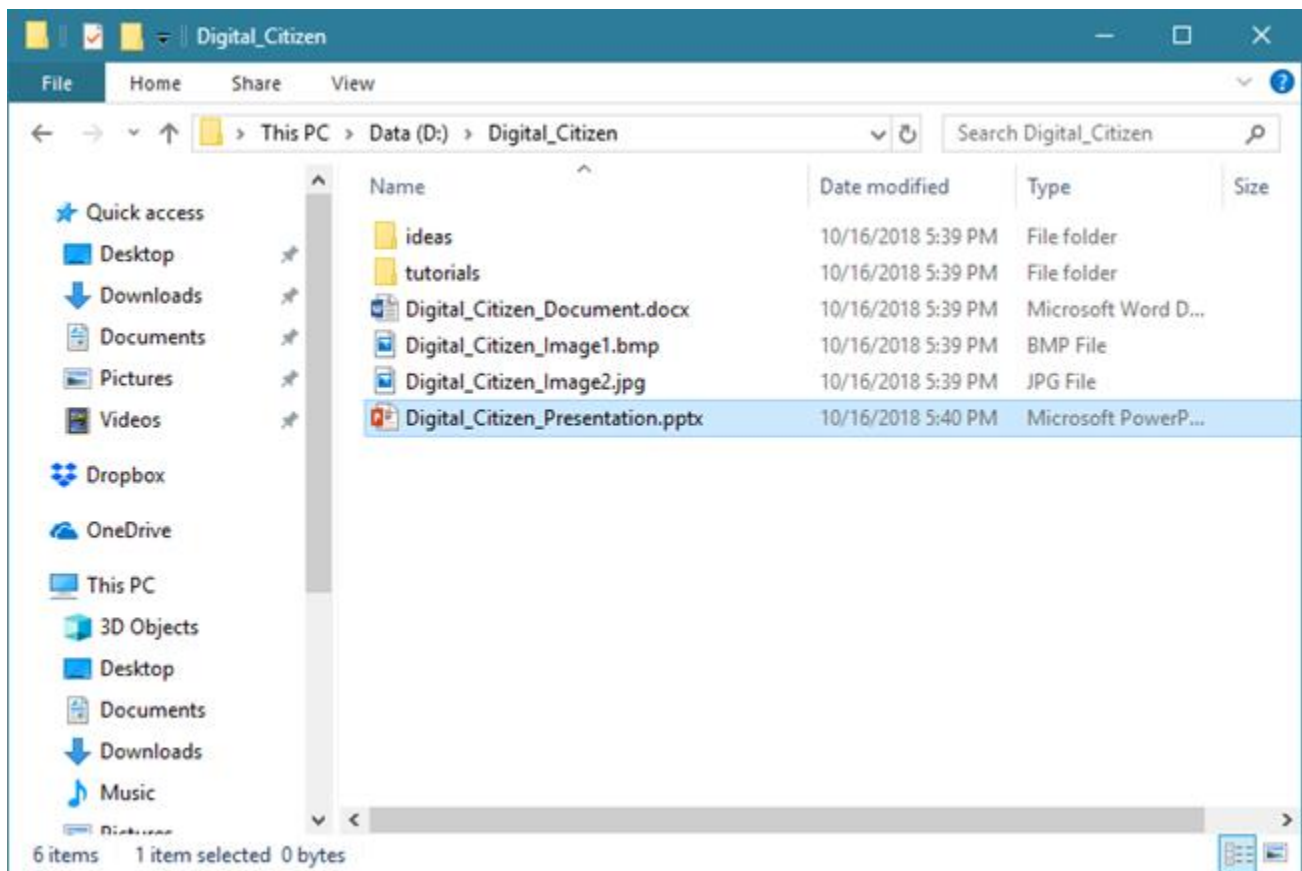 Digital_Citizen
File Home Share View
This PC > Data (D:) > Digital_Citizen
Search Digital_Citizen
Quick access
Desktop
Downloads
Documents
Pictures
Videos
Dropbox
OneDrive
This PC
3D Objects
Desktop
Documents
Downloads
Music
Pictures
Name Date modified Type Size
ideas 10/16/2018 5:39 PM File folder
tutorials 10/16/2018 5:39 PM File folder
Digital_Citizen_Document.docx 10/16/2018 5:39 PM Microsoft Word D...
Digital_Citizen_Image1.bmp 10/16/2018 5:39 PM BMP File
Digital_Citizen_Image2.jpg 10/16/2018 5:39 PM JPG File
Digital_Citizen_Presentation.pptx 10/16/2018 5:40 PM Microsoft PowerP...
6 items 1 item selected 0 bytes